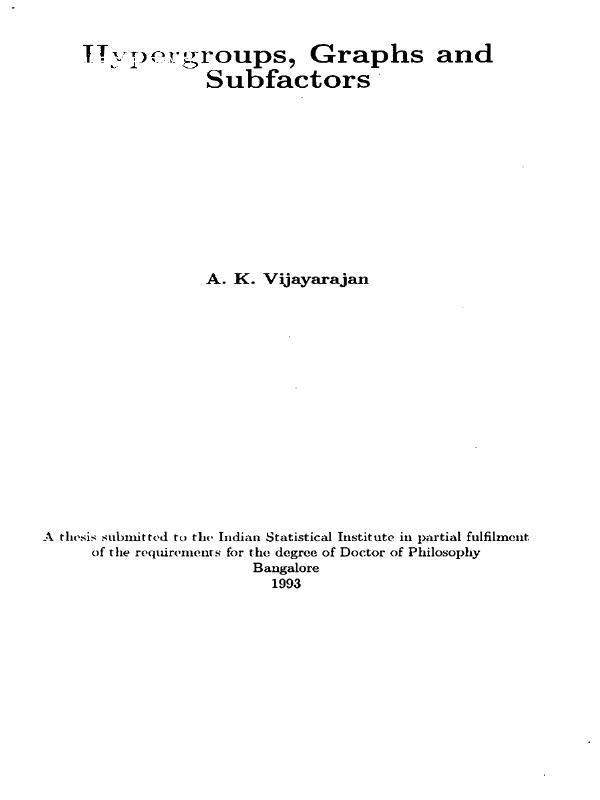 Hypergroups, Graphs and
Subfactors
A. K. Vijayarajan
A thesis submitted to the Indian Statistical Institute in partial fulfilment
of the requirements for the degree of Doctor of Philosophy
Bangalore
1993